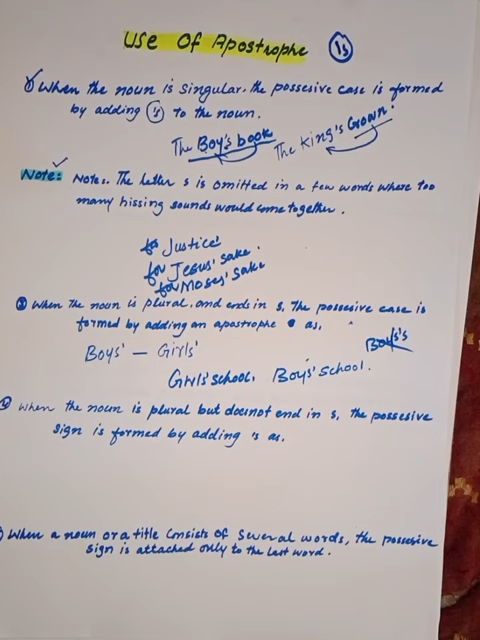 Use Of Apostrophe 's
1) When the noun is singular. the possesive case is formed
by adding 's to the noun.
The Boy's book The King's Crown.
Note: Note:. The letter s is omitted in a few words where too
many hissing sounds would come together.
for Justice'
for Jesus' sake.
for Moses' sake
② When the noun is plural. and ends in s. The possesive case is
formed by adding an apostrophe as,
Boys' — Girls' Boys's
Girls' school. Boys' school.
when the noun is plural but doesnot end in s, the possesive
sign is formed by adding 's as.
When a noun or a title consists of several words, the possesive
sign is attached only to the last word.